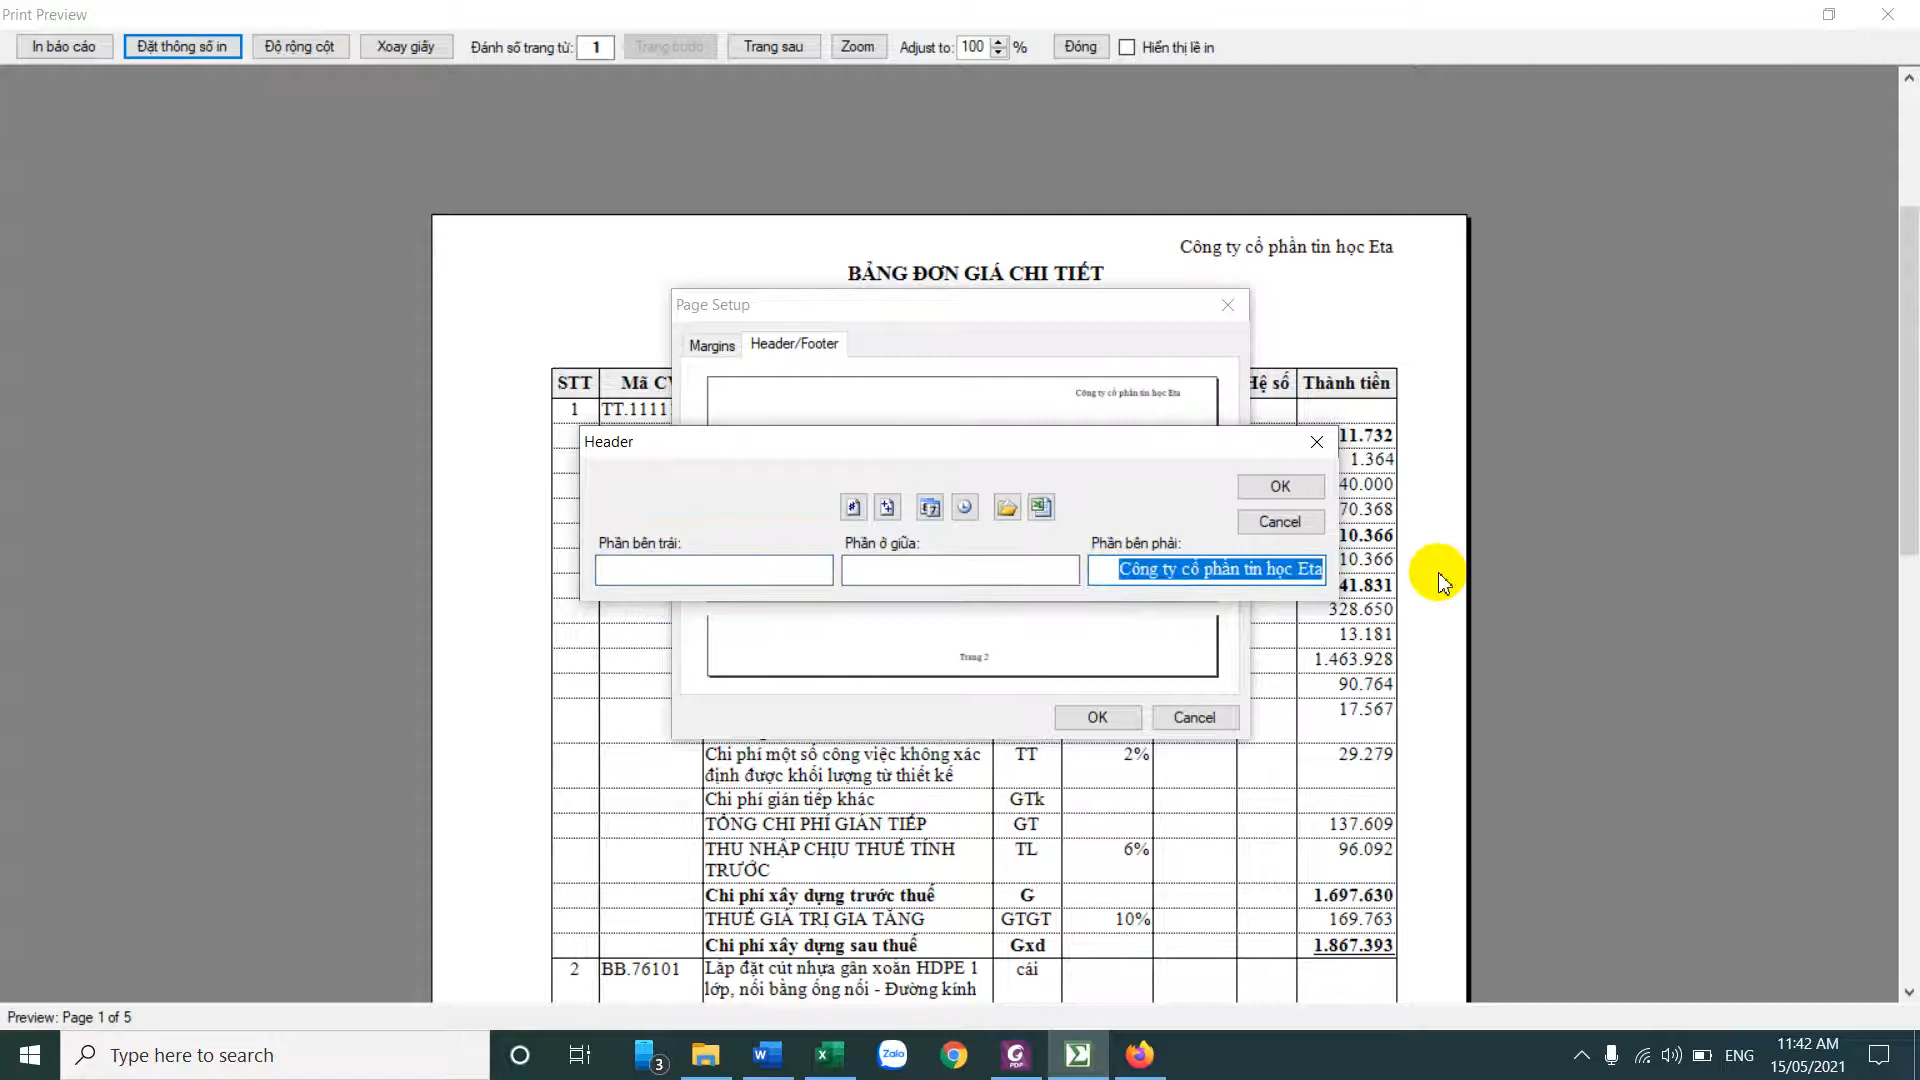 Print Preview
In báo cáo Đặt thông số in Độ rộng cột Xoay giấy Đánh số trang từ: 1 Trang trước Trang sau Zoom Adjust to: 100 % Đóng Hiển thị lề in
Công ty cổ phần tin học Eta
BẢNG ĐƠN GIÁ CHI TIẾT
Page Setup
Margins Header/Footer
Công ty cổ phần tin học Eta
STT Mã CV Hệ số Thành tiền
1 TT.1111
Header
OK
Cancel
Phần bên trái: Phần ở giữa: Phần bên phải:
Công ty cổ phần tin học Eta
11.732
1.364
40.000
70.368
10.366
10.366
41.831
328.650
13.181
1.463.928
90.764
17.567
Trang 2
OK Cancel
Chi phí một số công việc không xác TT 2% 29.279
định được khối lượng từ thiết kế
Chi phí gián tiếp khác GTk
TỔNG CHI PHÍ GIÁN TIẾP GT 137.609
THU NHẬP CHỊU THUẾ TÍNH TL 6% 96.092
TRƯỚC
Chi phí xây dựng trước thuế G 1.697.630
THUẾ GIÁ TRỊ GIA TĂNG GTGT 10% 169.763
Chi phí xây dựng sau thuế Gxd 1.867.393
2 BB.76101 Lắp đặt cút nhựa gân xoắn HDPE 1 cái
lớp, nối bằng ống nối - Đường kính
Preview: Page 1 of 5
Type here to search
3
Zalo
PDF
ENG
11:42 AM
15/05/2021